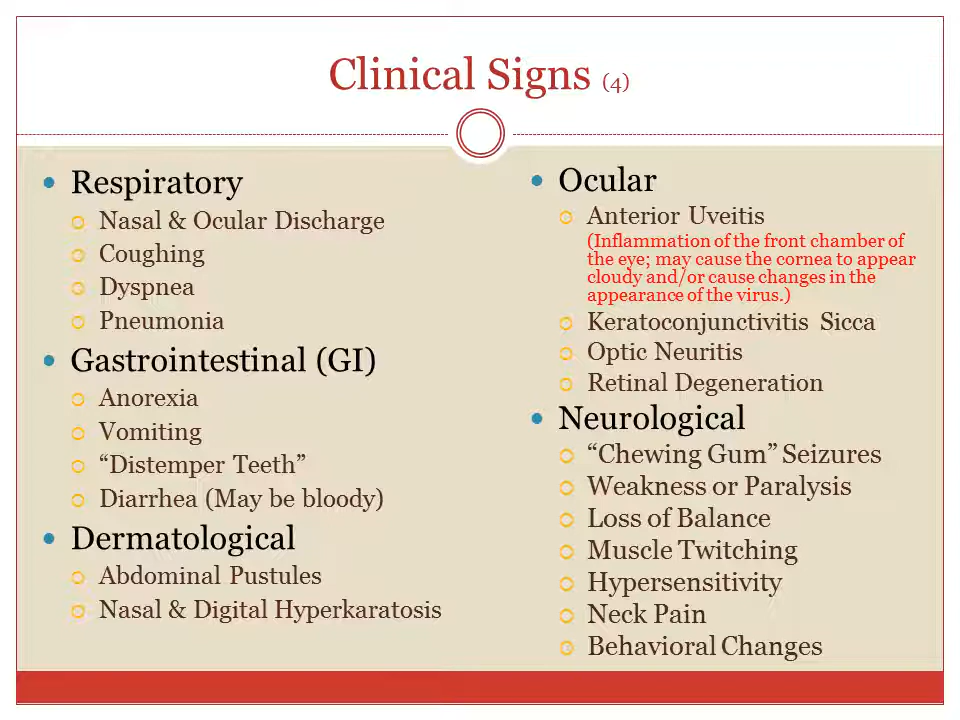 Clinical Signs (4)
Respiratory
Nasal & Ocular Discharge
Coughing
Dyspnea
Pneumonia
Gastrointestinal (GI)
Anorexia
Vomiting
“Distemper Teeth”
Diarrhea (May be bloody)
Dermatological
Abdominal Pustules
Nasal & Digital Hyperkaratosis
Ocular
Anterior Uveitis
(Inflammation of the front chamber of
the eye; may cause the cornea to appear
cloudy and/or cause changes in the
appearance of the virus.)
Keratoconjunctivitis Sicca
Optic Neuritis
Retinal Degeneration
Neurological
“Chewing Gum” Seizures
Weakness or Paralysis
Loss of Balance
Muscle Twitching
Hypersensitivity
Neck Pain
Behavioral Changes